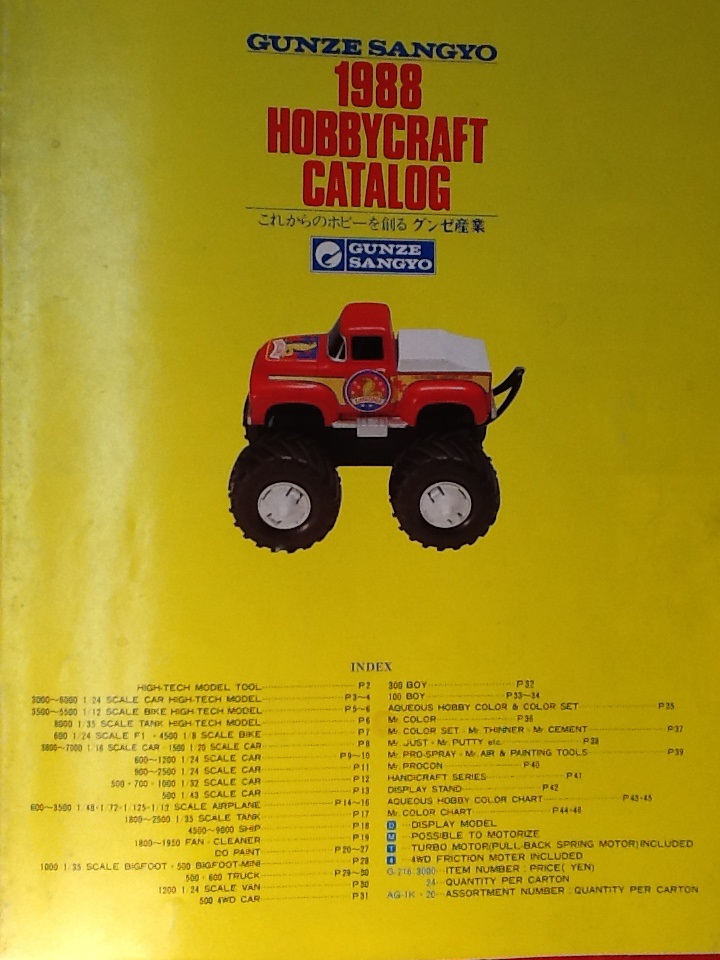 GUNZE SANGYO
1988
HOBBYCRAFT
CATALOG
これからのホビーを創る グンゼ産業
GUNZE
SANGYO
INDEX
HIGH-TECH MODEL TOOL P2
3000~6000 1/24 SCALE CAR HIGH-TECH MODEL P3~4
3500~5500 1/12 SCALE BIKE HIGH-TECH MODEL P5~6
8000 1/35 SCALE TANK HIGH-TECH MODEL P6
600 1/24 SCALE F1・4500 1/8 SCALE BIKE P7
3800~7000 1/16 SCALE CAR・1500 1/20 SCALE CAR P8
600~1200 1/24 SCALE CAR P9~10
900~2500 1/24 SCALE CAR P11
500・700・1000 1/32 SCALE CAR P12
500 1/43 SCALE CAR P13
600~3500 1/48・1/72・1/125・1/12 SCALE AIRPLANE P14~16
1800~2500 1/35 SCALE TANK P17
4500~9800 SHIP P18
1800~1950 FAN・CLEANER P19
DO PAINT P20~27
1000 1/35 SCALE BIGFOOT・500 BIGFOOT-MINI P28
500・600 TRUCK P29~30
1200 1/24 SCALE VAN P30
500 4WD CAR P31
300 BOY P32
100 BOY P33~34
AQUEOUS HOBBY COLOR & COLOR SET P35
Mr. COLOR P36
Mr. COLOR SET・Mr. THINNER・Mr. CEMENT P37
Mr. JUST・Mr. PUTTY etc. P38
Mr. PRO-SPRAY・Mr. AIR & PAINTING TOOLS P39
Mr. PROCON P40
HANDICRAFT SERIES P41
DISPLAY STAND P42
AQUEOUS HOBBY COLOR CHART P43・45
Mr. COLOR CHART P44・46
D DISPLAY MODEL
M POSSIBLE TO MOTORIZE
T TURBO MOTOR(PULL-BACK SPRING MOTOR)INCLUDED
4 4WD FRICTION MOTER INCLUDED
G-216:3000 ITEM NUMBER : PRICE( YEN)
24 QUANTITY PER CARTON
AG-1K・20 ASSORTMENT NUMBER : QUANTITY PER CARTON